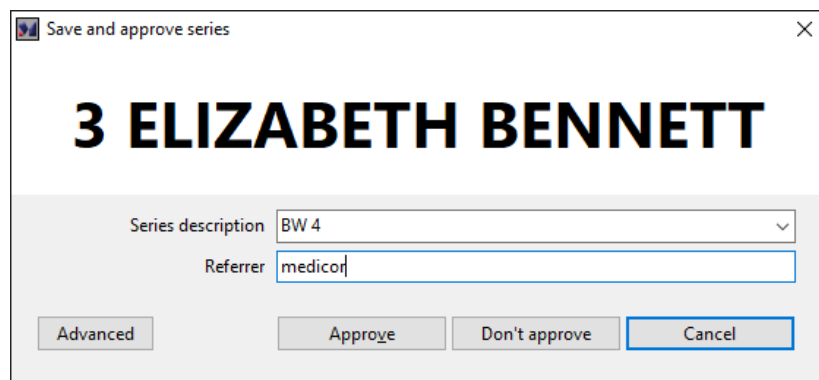 Save and approve series
3 ELIZABETH BENNETT
Series description BW 4
Referrer medicor
Advanced Approve Don't approve Cancel